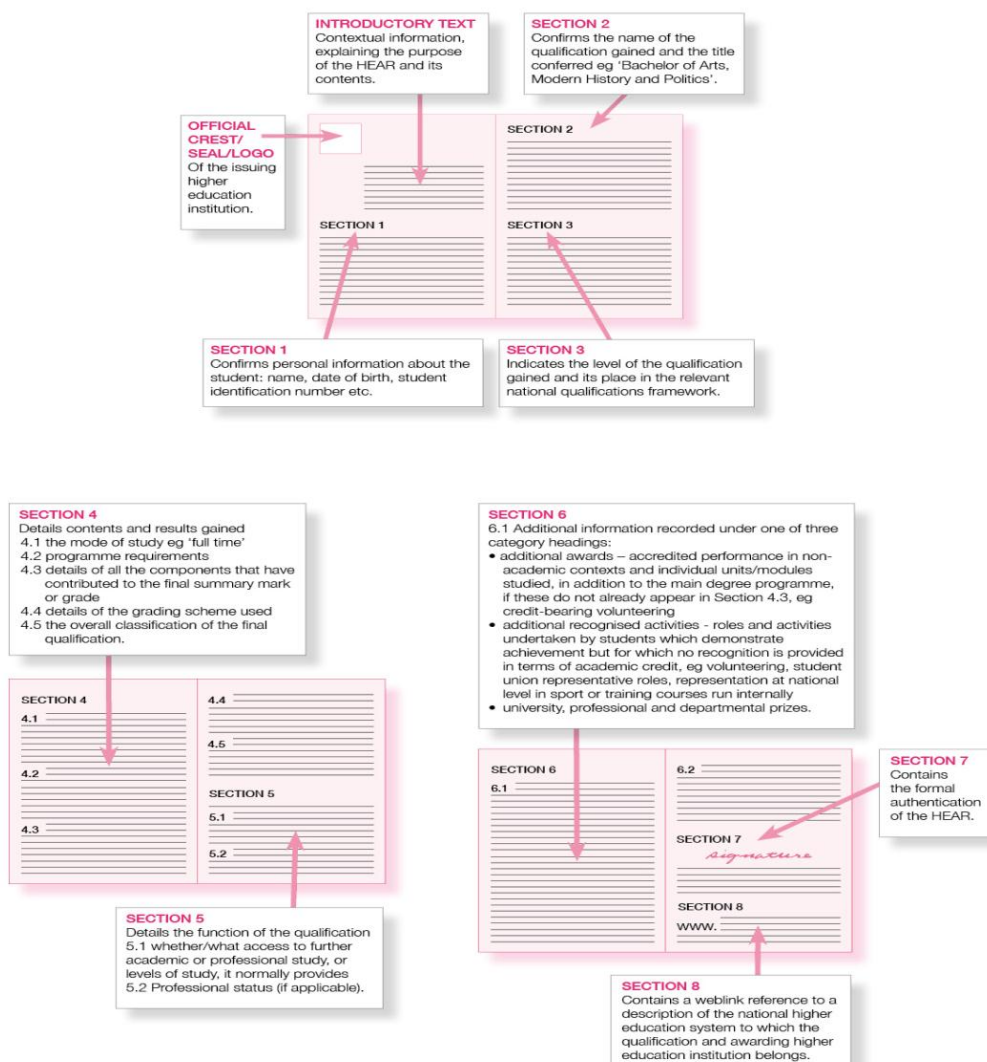 INTRODUCTORY TEXT
Contextual information,
explaining the purpose
of the HEAR and its
contents.
SECTION 2
Confirms the name of the
qualification gained and the title
conferred eg ‘Bachelor of Arts,
Modern History and Politics’.
OFFICIAL
CREST/
SEAL/LOGO
Of the issuing
higher
education
institution.
SECTION 2
SECTION 1
SECTION 3
SECTION 1
Confirms personal information about the
student: name, date of birth, student
identification number etc.
SECTION 3
Indicates the level of the qualification
gained and its place in the relevant
national qualifications framework.
SECTION 4
Details contents and results gained
4.1 the mode of study eg ‘full time’
4.2 programme requirements
4.3 details of all the components that have
contributed to the final summary mark
or grade
4.4 details of the grading scheme used
4.5 the overall classification of the final
qualification.
SECTION 4
4.1
4.2
4.3
4.4
4.5
SECTION 5
5.1
5.2
SECTION 5
Details the function of the qualification
5.1 whether/what access to further
academic or professional study, or
levels of study, it normally provides
5.2 Professional status (if applicable).
SECTION 6
6.1 Additional information recorded under one of three
category headings:
• additional awards – accredited performance in non-
academic contexts and individual units/modules
studied, in addition to the main degree programme,
if these do not already appear in Section 4.3, eg
credit-bearing volunteering
• additional recognised activities - roles and activities
undertaken by students which demonstrate
achievement but for which no recognition is provided
in terms of academic credit, eg volunteering, student
union representative roles, representation at national
level in sport or training courses run internally
• university, professional and departmental prizes.
SECTION 6
6.1
6.2
SECTION 7
signature
SECTION 8
www.
SECTION 7
Contains
the formal
authentication
of the HEAR.
SECTION 8
Contains a weblink reference to a
description of the national higher
education system to which the
qualification and awarding higher
education institution belongs.